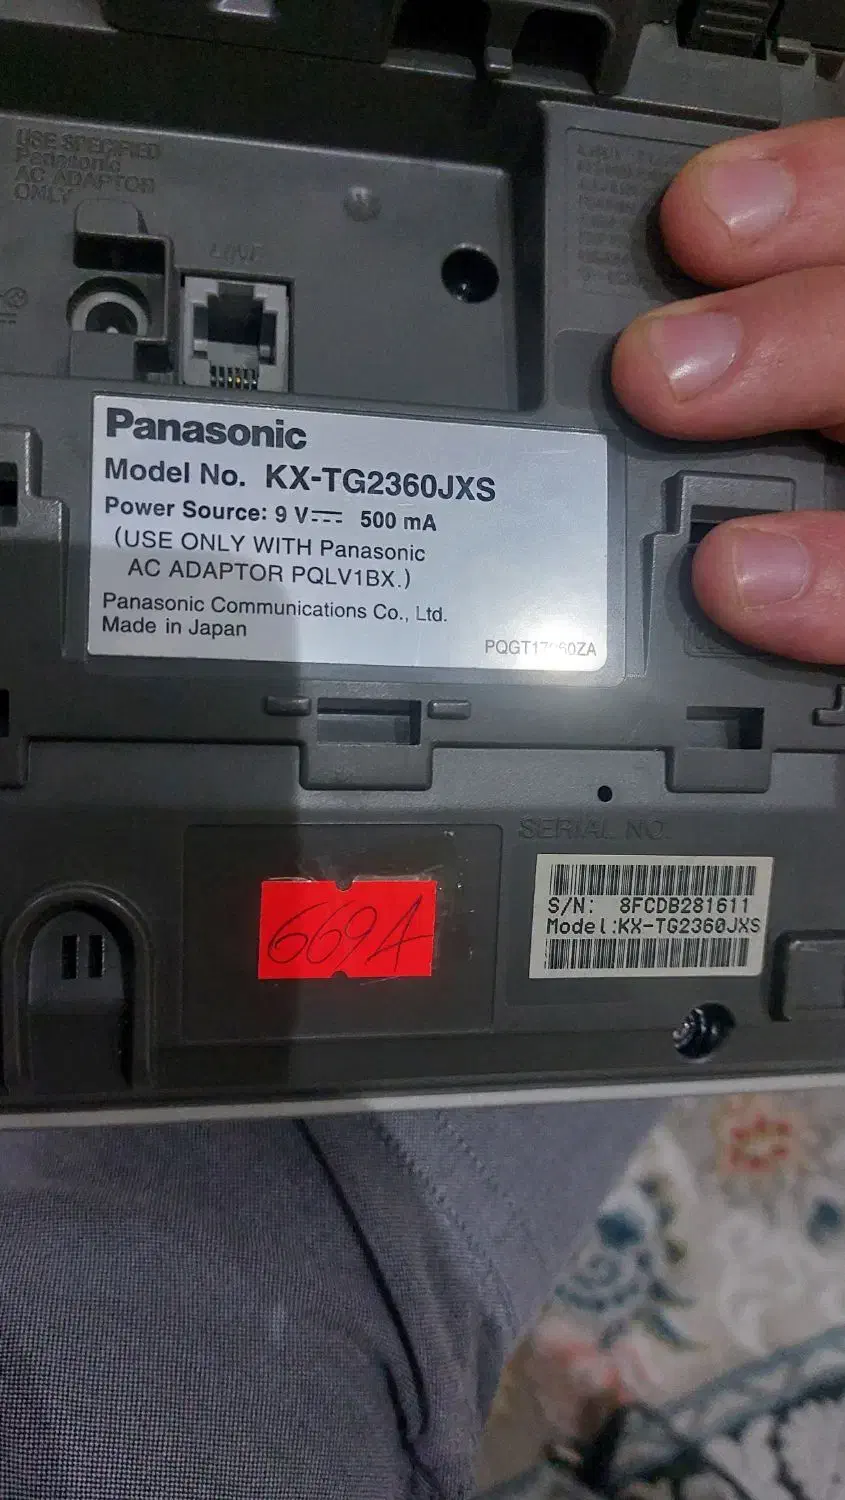 USE SPECIFIED
Panasonic
AC ADAPTOR
ONLY
LINE
Panasonic
Model No. KX-TG2360JXS
Power Source: 9 V⎓ 500 mA
(USE ONLY WITH Panasonic
AC ADAPTOR PQLV1BX.)
Panasonic Communications Co., Ltd.
Made in Japan
SERIAL NO.
669A
S/N: 8FCDB281611
Model:KX-TG2360JXS